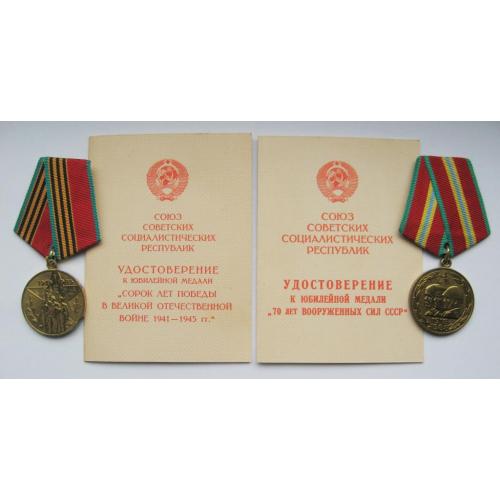 СОЮЗ
СОВЕТСКИХ
СОЦИАЛИСТИЧЕСКИХ
РЕСПУБЛИК
УДОСТОВЕРЕНИЕ
К ЮБИЛЕЙНОЙ МЕДАЛИ
„СОРОК ЛЕТ ПОБЕДЫ
В ВЕЛИКОЙ ОТЕЧЕСТВЕННОЙ
ВОЙНЕ 1941—1945 гг.“
СОЮЗ
СОВЕТСКИХ
СОЦИАЛИСТИЧЕСКИХ
РЕСПУБЛИК
УДОСТОВЕРЕНИЕ
К ЮБИЛЕЙНОЙ МЕДАЛИ
„70 ЛЕТ ВООРУЖЕННЫХ СИЛ СССР“